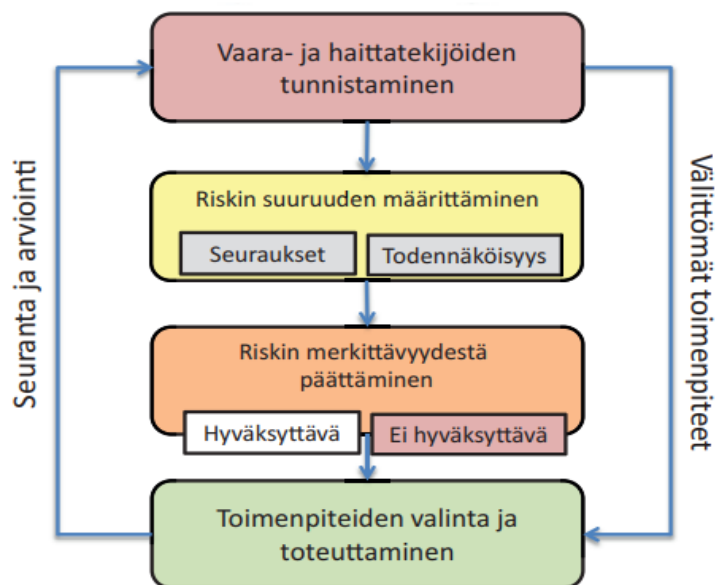 Vaara- ja haittatekijöiden
tunnistaminen
Riskin suuruuden määrittäminen
Seuraukset
Todennäköisyys
Riskin merkittävyydestä
päättäminen
Hyväksyttävä
Ei hyväksyttävä
Toimenpiteiden valinta ja
toteuttaminen
Seuranta ja arviointi
Välittömät toimenpiteet